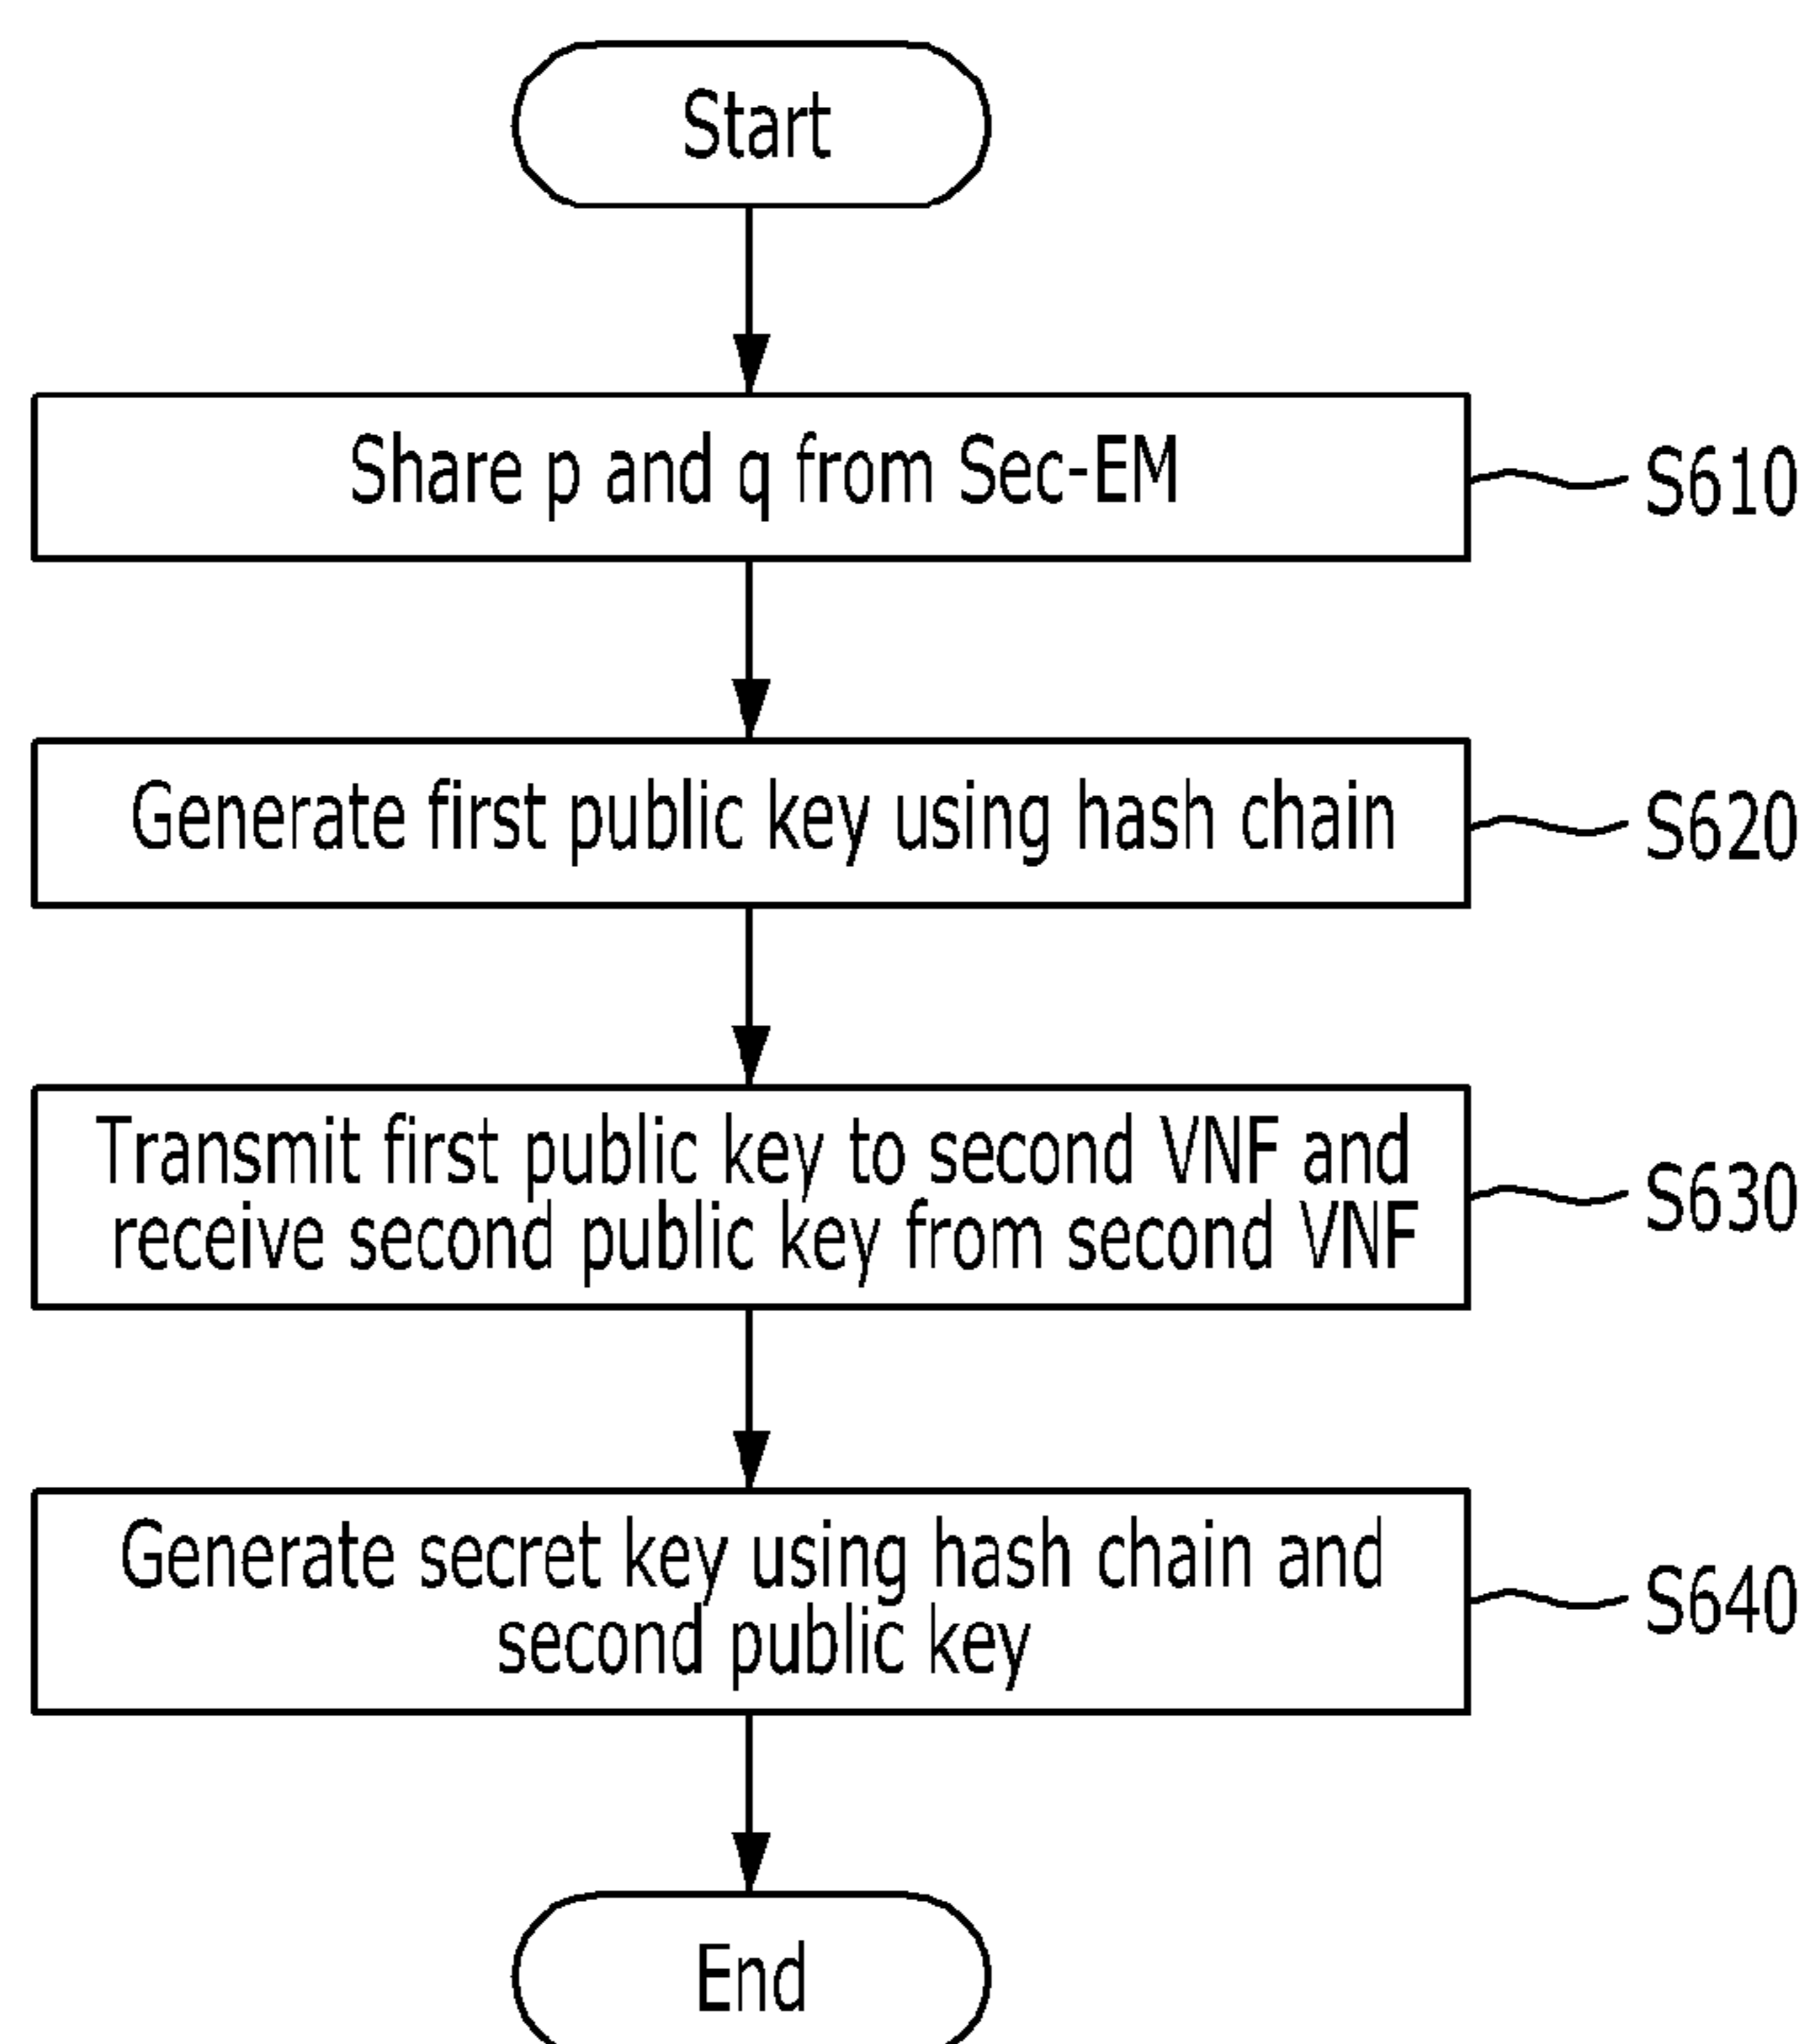 Start
Share p and q from Sec-EM
S610
Generate first public key using hash chain
S620
Transmit first public key to second VNF and
receive second public key from second VNF
S630
Generate secret key using hash chain and
second public key
S640
End